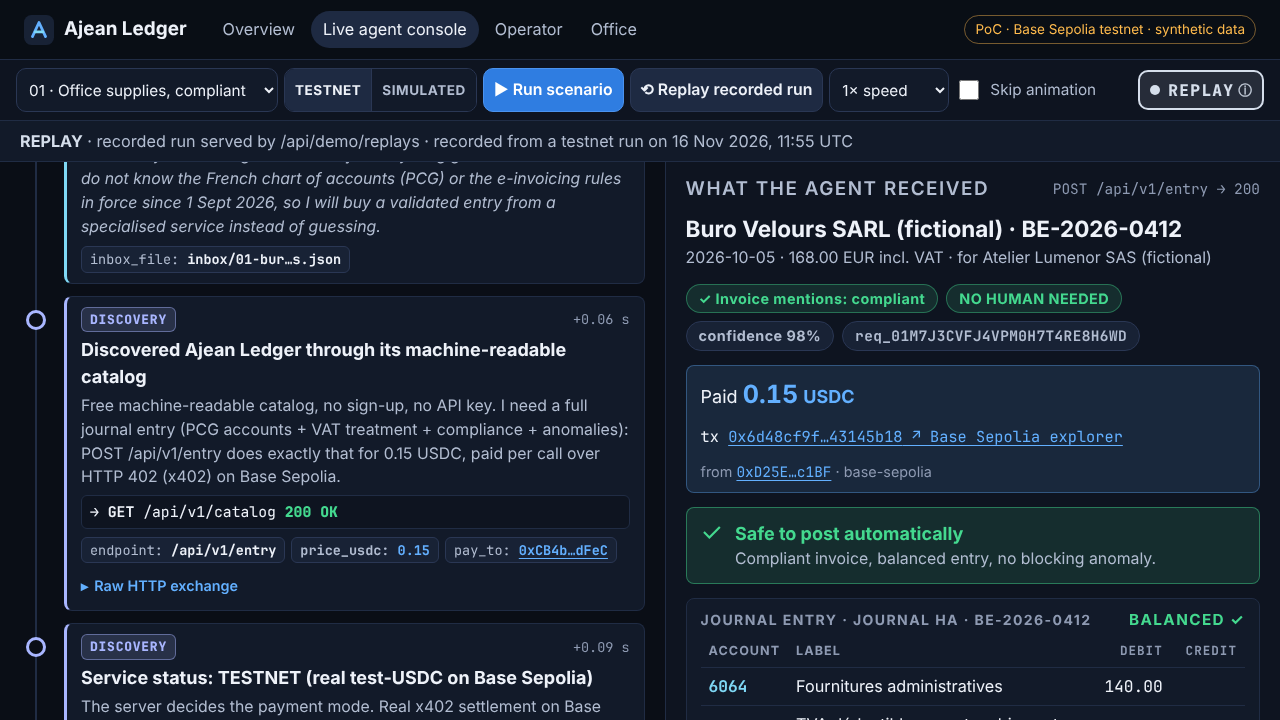 Ajean Ledger
Overview
Live agent console
Operator
Office
PoC · Base Sepolia testnet · synthetic data
01 · Office supplies, compliant
TESTNET
SIMULATED
▶ Run scenario
⟲ Replay recorded run
1× speed
Skip animation
REPLAY ⓘ
REPLAY · recorded run served by /api/demo/replays · recorded from a testnet run on 16 Nov 2026, 11:55 UTC
do not know the French chart of accounts (PCG) or the e-invoicing rules
in force since 1 Sept 2026, so I will buy a validated entry from a
specialised service instead of guessing.
inbox_file: inbox/01-bur…s.json
DISCOVERY
+0.06 s
Discovered Ajean Ledger through its machine-readable
catalog
Free machine-readable catalog, no sign-up, no API key. I need a full
journal entry (PCG accounts + VAT treatment + compliance + anomalies):
POST /api/v1/entry does exactly that for 0.15 USDC, paid per call over
HTTP 402 (x402) on Base Sepolia.
→ GET /api/v1/catalog 200 OK
endpoint: /api/v1/entry
price_usdc: 0.15
pay_to: 0xCB4b…dFeC
▸ Raw HTTP exchange
DISCOVERY
+0.09 s
Service status: TESTNET (real test-USDC on Base Sepolia)
The server decides the payment mode. Real x402 settlement on Base
WHAT THE AGENT RECEIVED
POST /api/v1/entry → 200
Buro Velours SARL (fictional) · BE-2026-0412
2026-10-05 · 168.00 EUR incl. VAT · for Atelier Lumenor SAS (fictional)
✓ Invoice mentions: compliant
NO HUMAN NEEDED
confidence 98%
req_01M7J3CVFJ4VPM0H7T4RE8H6WD
Paid 0.15 USDC
tx 0x6d48cf9f…43145b18 ↗ Base Sepolia explorer
from 0xD25E…c1BF · base-sepolia
Safe to post automatically
Compliant invoice, balanced entry, no blocking anomaly.
JOURNAL ENTRY · JOURNAL HA · BE-2026-0412
BALANCED ✓
ACCOUNT LABEL DEBIT CREDIT
6064 Fournitures administratives 140.00